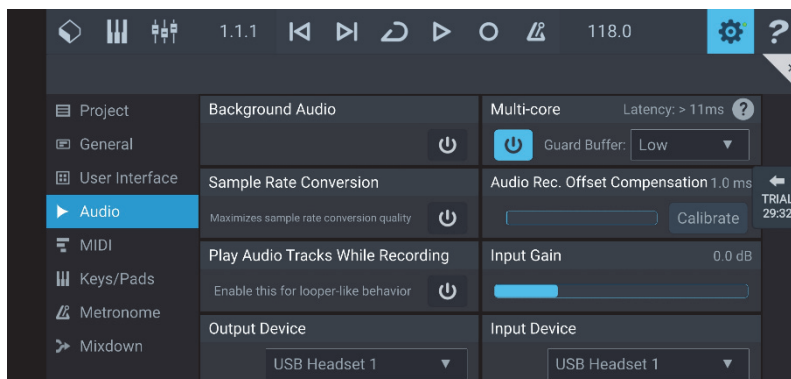 1.1.1
118.0
?
Project
General
User Interface
Audio
MIDI
Keys/Pads
Metronome
Mixdown
Background Audio
Multi-core Latency: > 11ms ?
Guard Buffer: Low
Sample Rate Conversion
Maximizes sample rate conversion quality
Audio Rec. Offset Compensation 1.0 ms
Calibrate
Play Audio Tracks While Recording
Enable this for looper-like behavior
Input Gain 0.0 dB
Output Device
USB Headset 1
Input Device
USB Headset 1
TRIAL
29:32